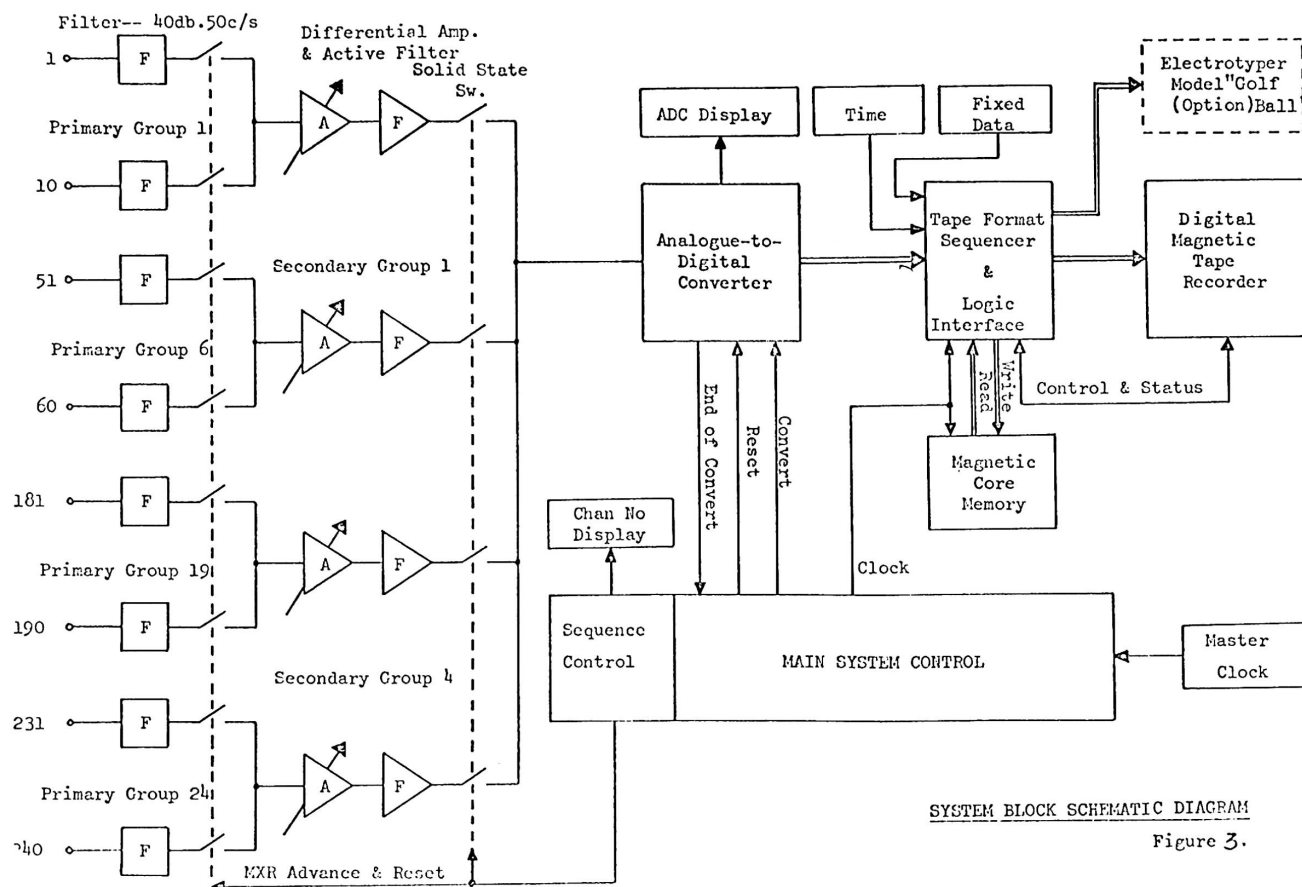 Filter-- 40db.50c/s
1
F
Primary Group 1
10
F
51
F
Primary Group 6
60
F
181
F
Primary Group 19
190
F
231
F
Primary Group 24
240
F
Differential Amp.
& Active Filter
Solid State
Sw.
A
F
Secondary Group 1
A
F
A
F
Secondary Group 4
A
F
MXR Advance & Reset
ADC Display
Time
Fixed
Data
Electrotyper
Model"Golf
(Option)Ball"
Analogue-to-
Digital
Converter
Tape Format
Sequencer
&
Logic
Interface
Digital
Magnetic
Tape
Recorder
End of Convert
Reset
Convert
Read
Write
Control & Status
Magnetic
Core
Memory
Chan No
Display
Clock
Sequence
Control
MAIN SYSTEM CONTROL
Master
Clock
SYSTEM BLOCK SCHEMATIC DIAGRAM
Figure 3.